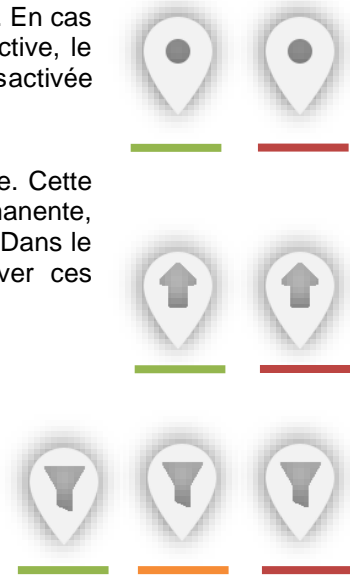 . En cas
ctive, le
sactivée
e. Cette
nanente,
Dans le
ver ces